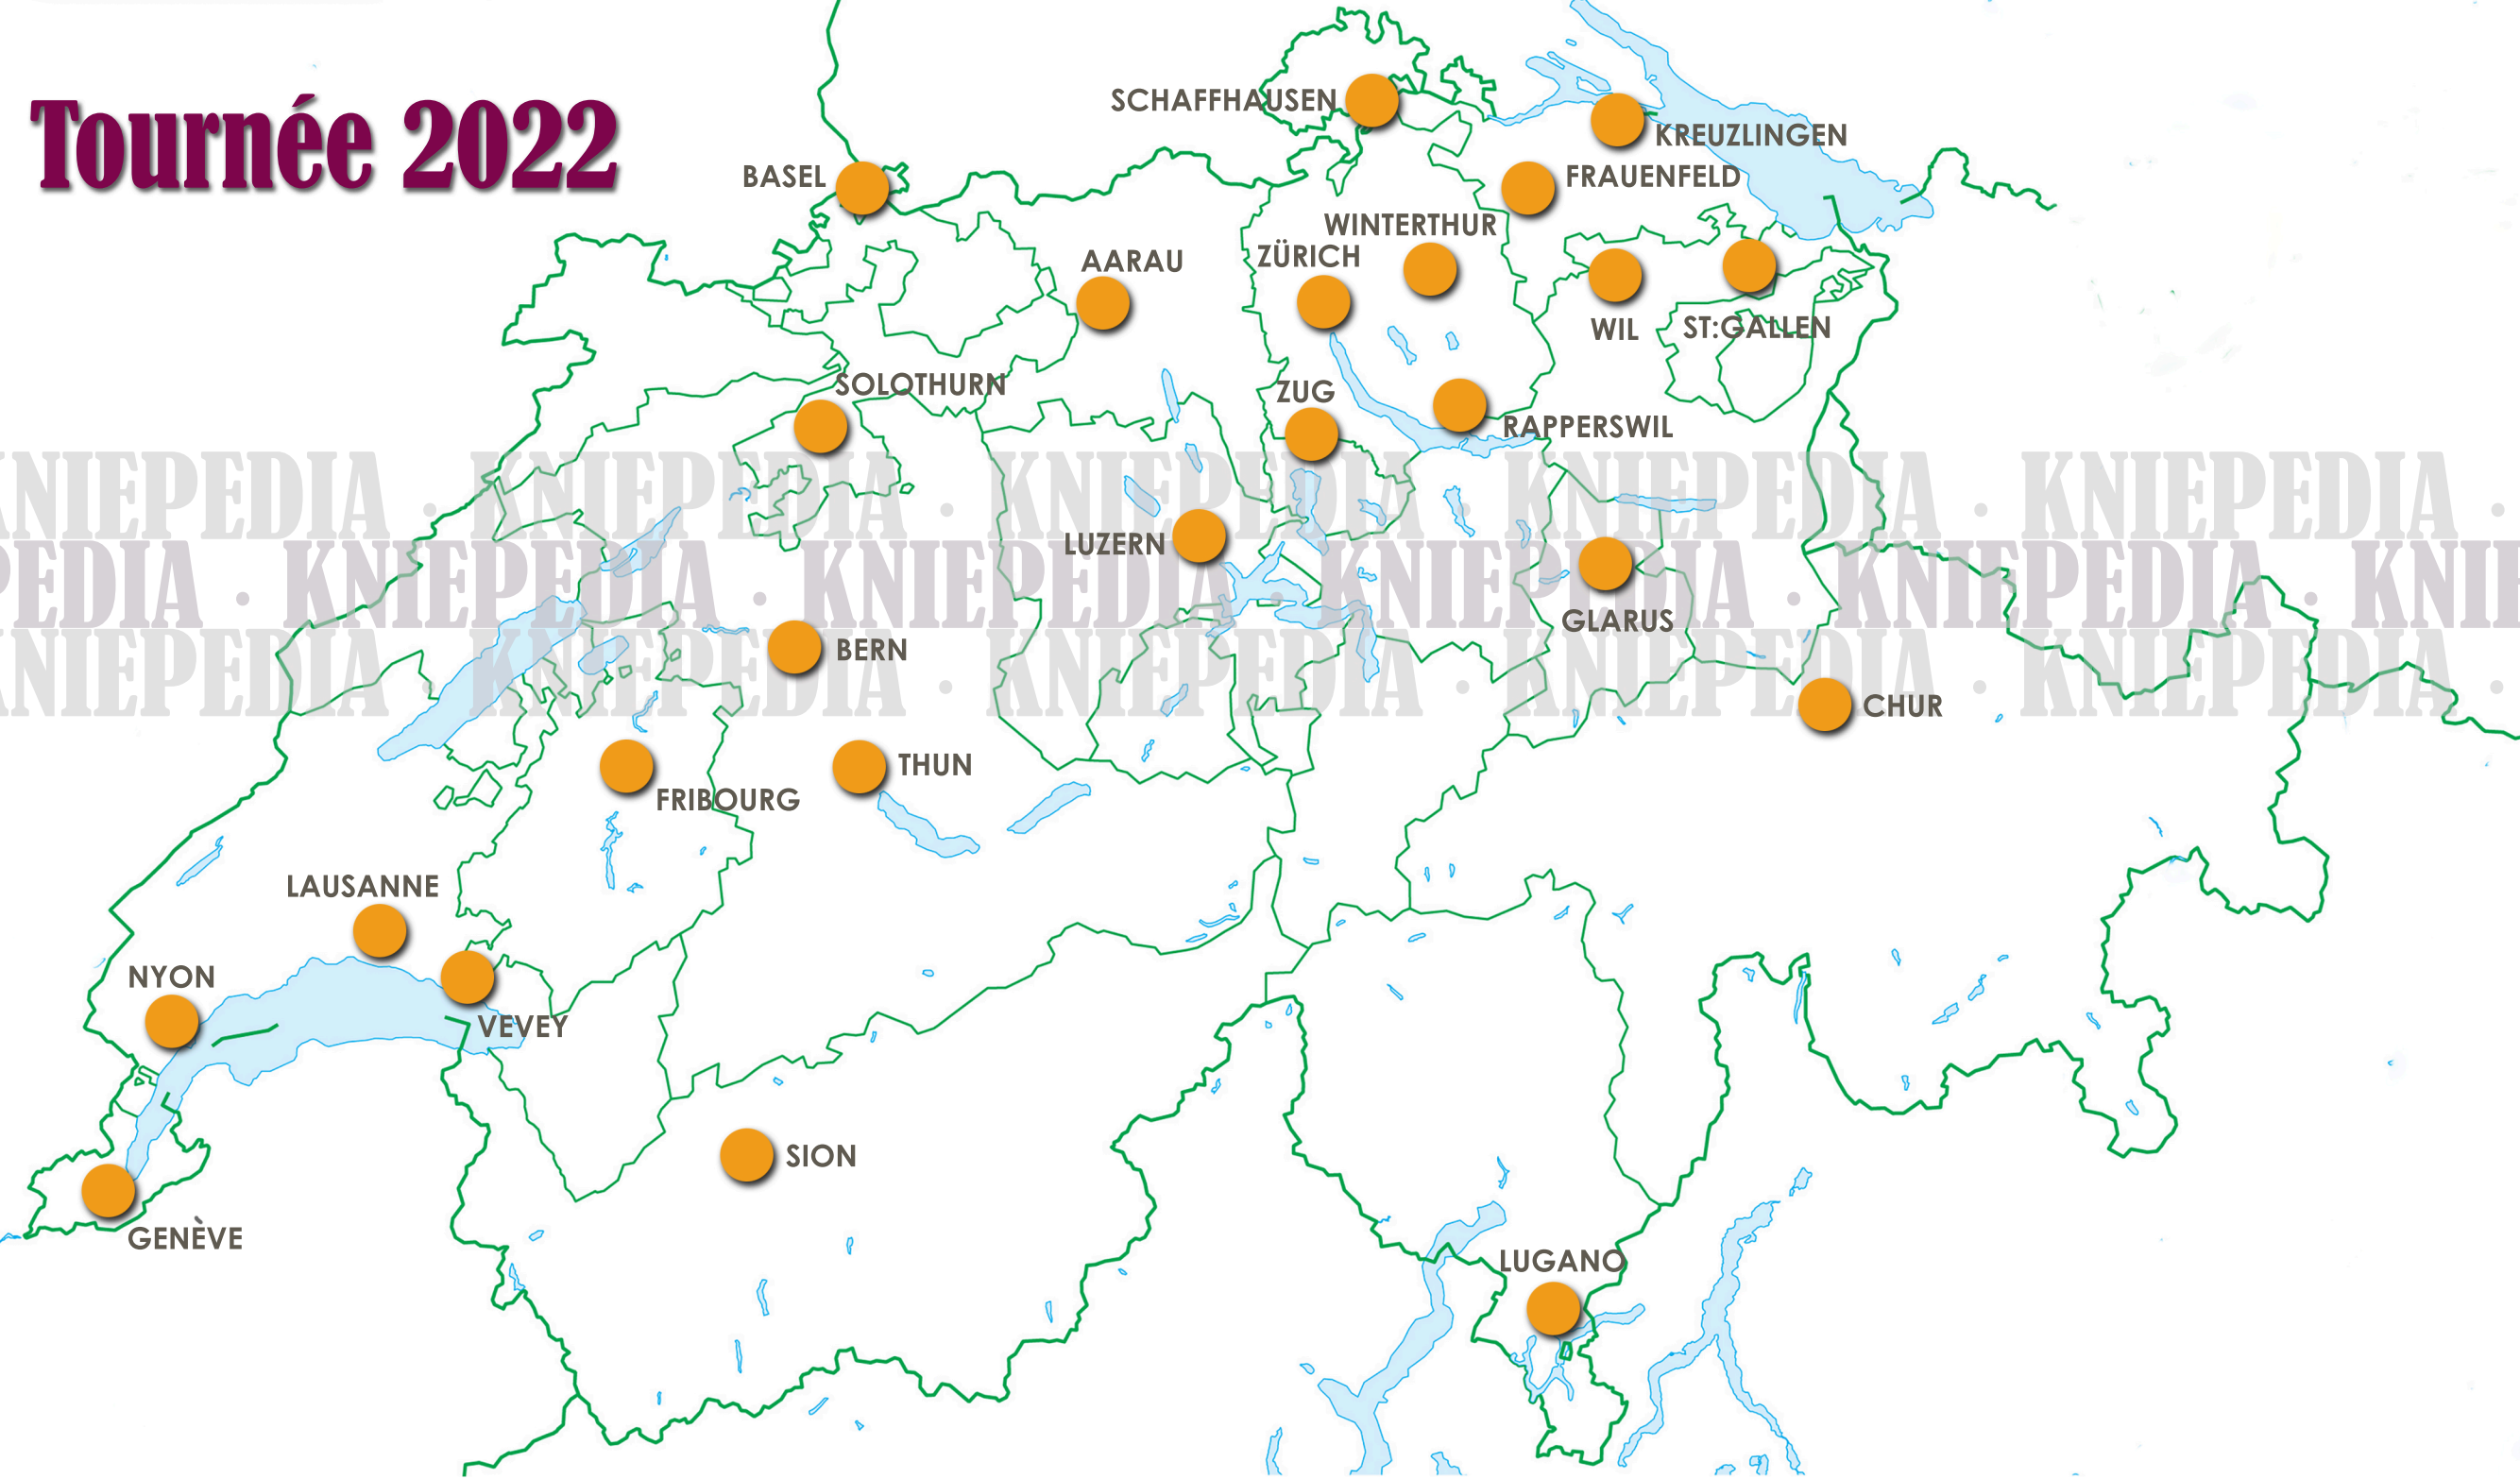 Tournée 2022
SCHAFFHAUSEN
KREUZLINGEN
BASEL
FRAUENFELD
WINTERTHUR
ZÜRICH
AARAU
WIL
ST:GALLEN
SOLOTHURN
ZUG
RAPPERSWIL
KNIEPEDIA · KNIEPEDIA · KNIEPEDIA · KNIEPEDIA · KNIEPEDIA ·
LUZERN
PEDIA · KNIEPEDIA · KNIEPEDIA · KNIEPEDIA · KNIEPEDIA · KNIE
GLARUS
BERN
KNIEPEDIA · KNIEPEDIA · KNIEPEDIA · KNIEPEDIA · KNIEPEDIA ·
CHUR
THUN
FRIBOURG
LAUSANNE
NYON
VEVEY
SION
GENÈVE
LUGANO